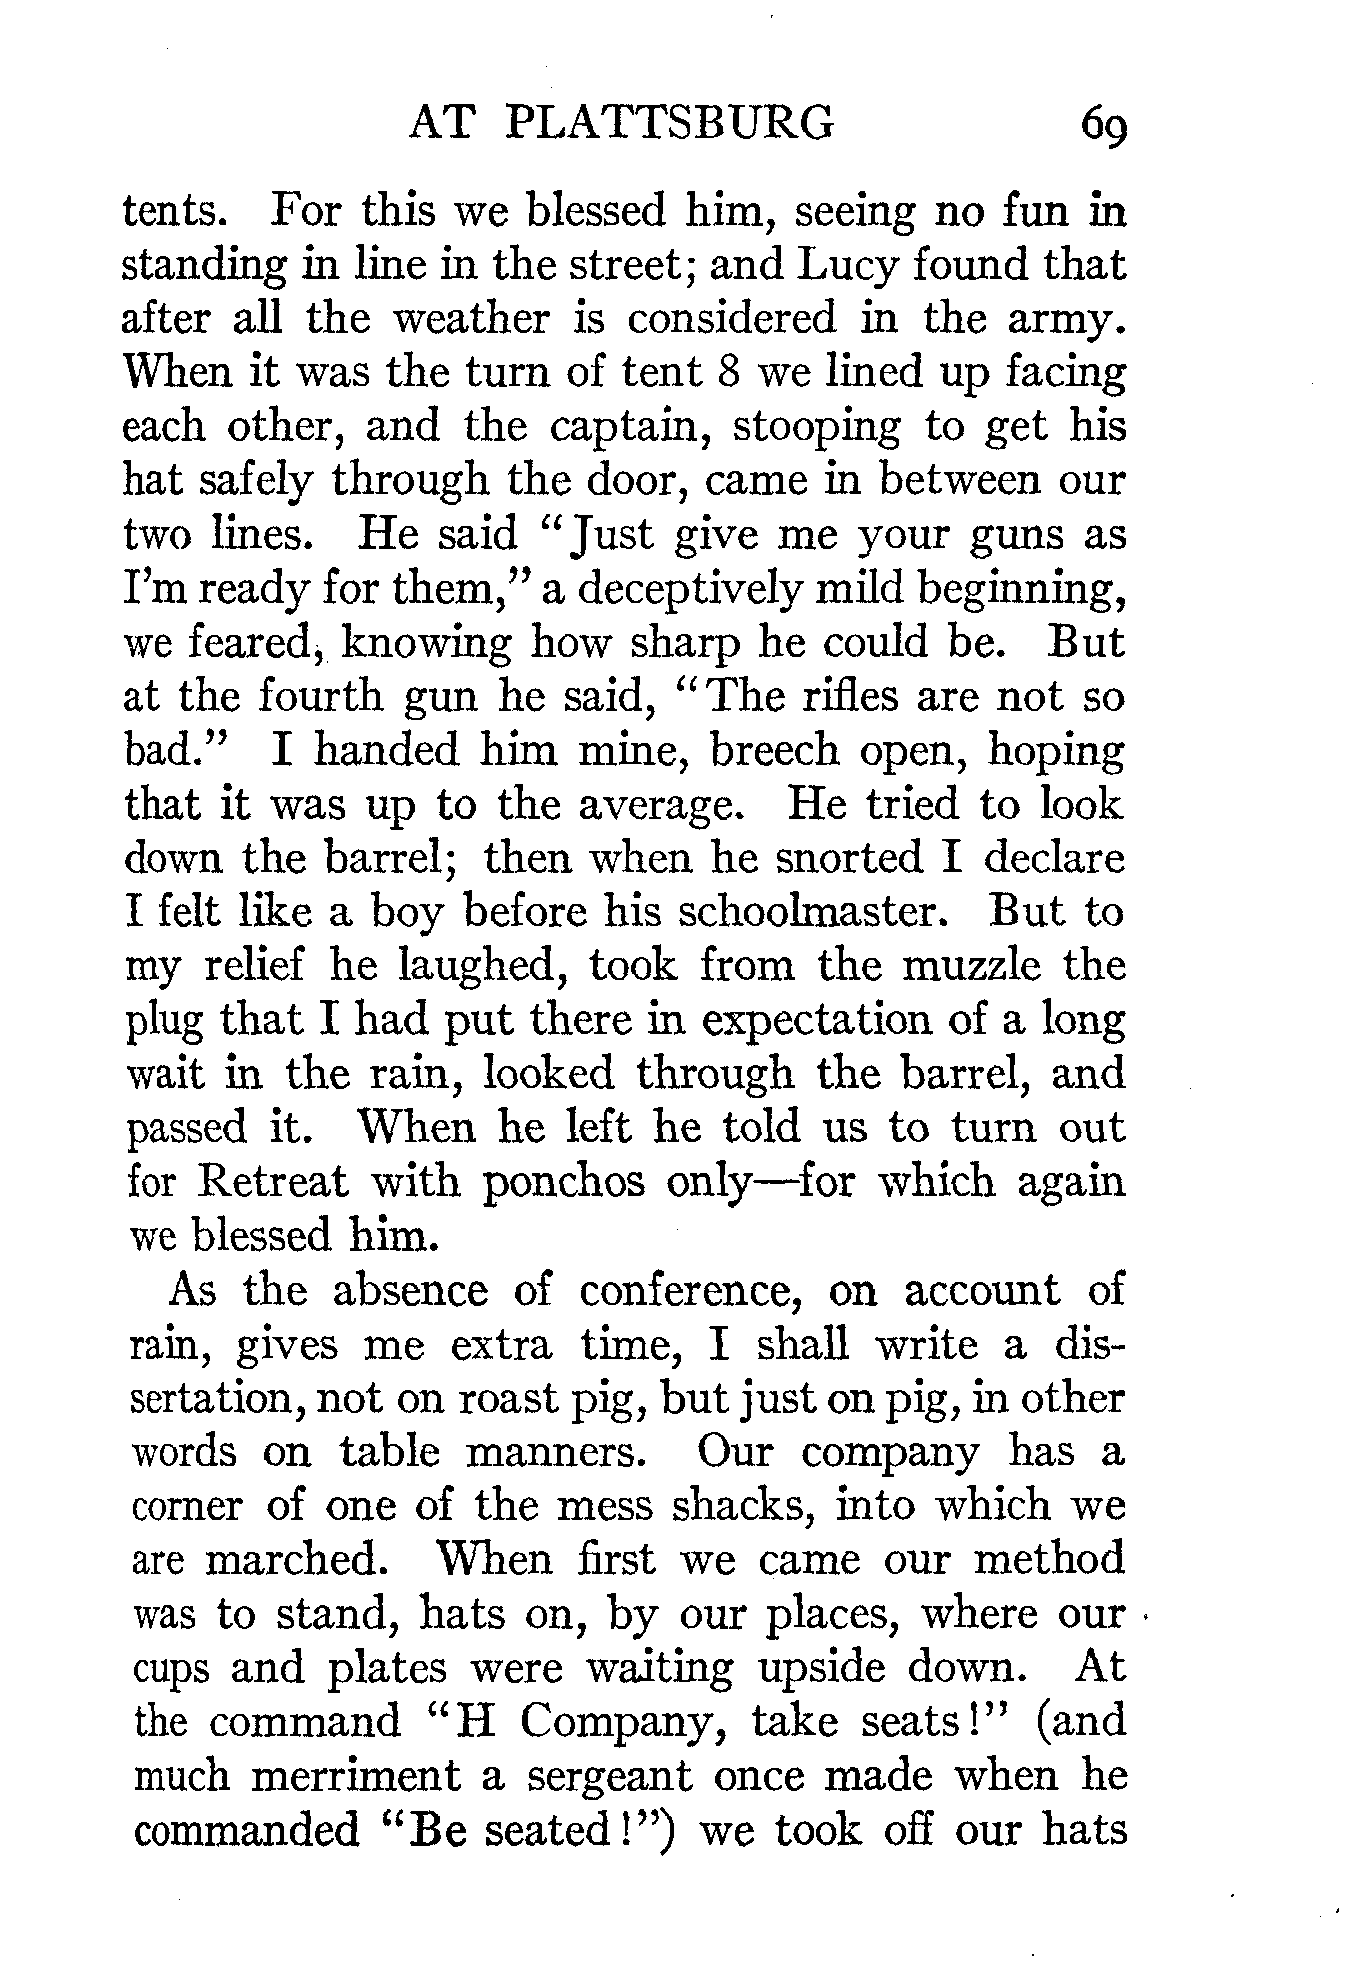 AT PLATTSBURG 69
tents. For this we blessed him, seeing no fun in
standing in line in the street; and Lucy found that
after all the weather is considered in the army.
When it was the turn of tent 8 we lined up facing
each other, and the captain, stooping to get his
hat safely through the door, came in between our
two lines. He said "Just give me your guns as
I'm ready for them," a deceptively mild beginning,
we feared, knowing how sharp he could be. But
at the fourth gun he said, "The rifles are not so
bad." I handed him mine, breech open, hoping
that it was up to the average. He tried to look
down the barrel; then when he snorted I declare
I felt like a boy before his schoolmaster. But to
my relief he laughed, took from the muzzle the
plug that I had put there in expectation of a long
wait in the rain, looked through the barrel, and
passed it. When he left he told us to turn out
for Retreat with ponchos only—for which again
we blessed him.
As the absence of conference, on account of
rain, gives me extra time, I shall write a dis-
sertation, not on roast pig, but just on pig, in other
words on table manners. Our company has a
corner of one of the mess shacks, into which we
are marched. When first we came our method
was to stand, hats on, by our places, where our
cups and plates were waiting upside down. At
the command "H Company, take seats!" (and
much merriment a sergeant once made when he
commanded "Be seated!") we took off our hats